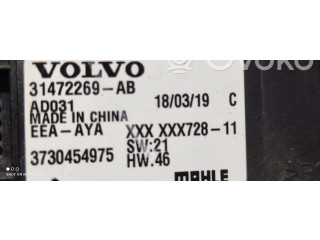 VOLVO
OVOKO
31472269-AB
AD031 18/03/19 C
MADE IN CHINA
EEA-AYA XXX XXX728-11
SW:21
3730454975 HW.46
MAHLE